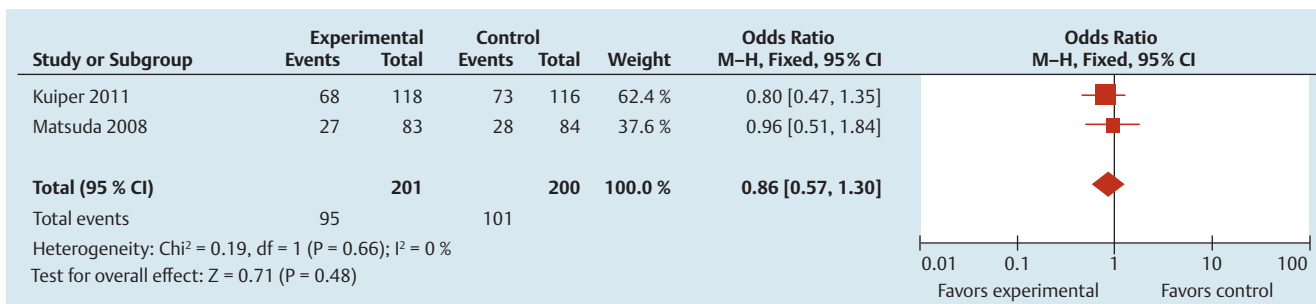 Experimental Control Odds Ratio Odds Ratio
Study or Subgroup Events Total Events Total Weight M–H, Fixed, 95% CI M–H, Fixed, 95% CI
Kuiper 2011 68 118 73 116 62.4 % 0.80 [0.47, 1.35]
Matsuda 2008 27 83 28 84 37.6 % 0.96 [0.51, 1.84]
Total (95 % CI) 201 200 100.0 % 0.86 [0.57, 1.30]
Total events 95 101
Heterogeneity: Chi² = 0.19, df = 1 (P = 0.66); I² = 0 %
Test for overall effect: Z = 0.71 (P = 0.48)
0.01 0.1 1 10 100
Favors experimental Favors control